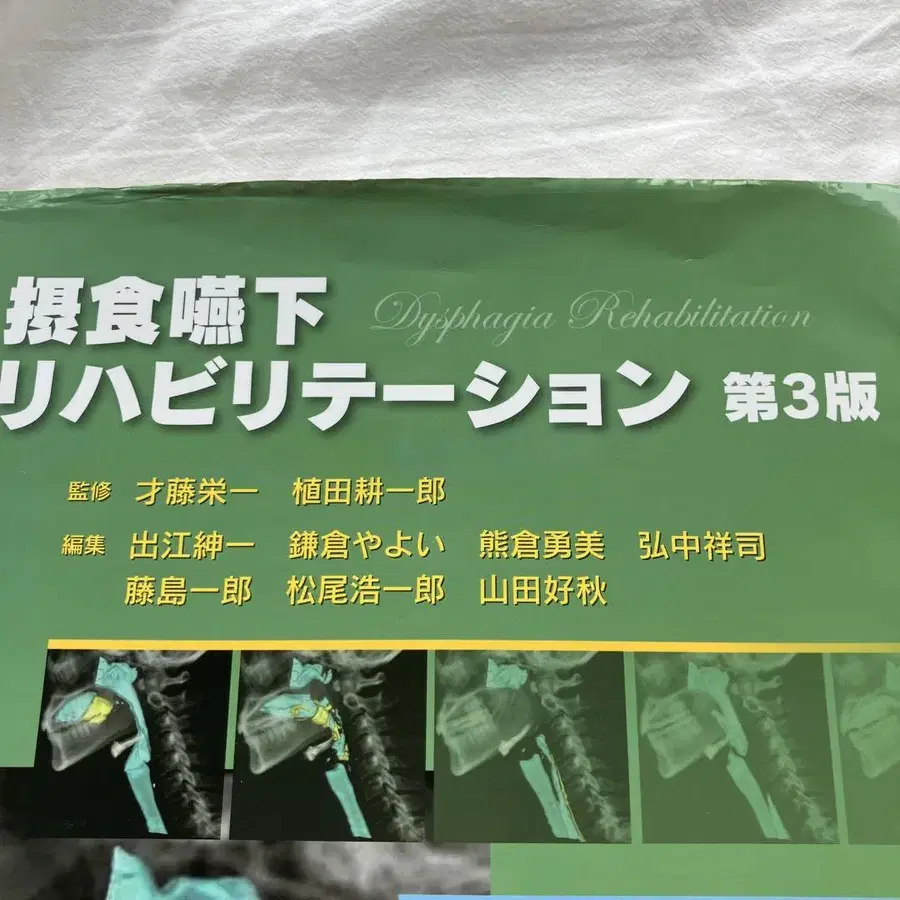 摂食嚥下 Dysphagia Rehabilitation
リハビリテーション 第3版
監修 才藤栄一 植田耕一郎
編集 出江紳一 鎌倉やよい 熊倉勇美 弘中祥司
藤島一郎 松尾浩一郎 山田好秋